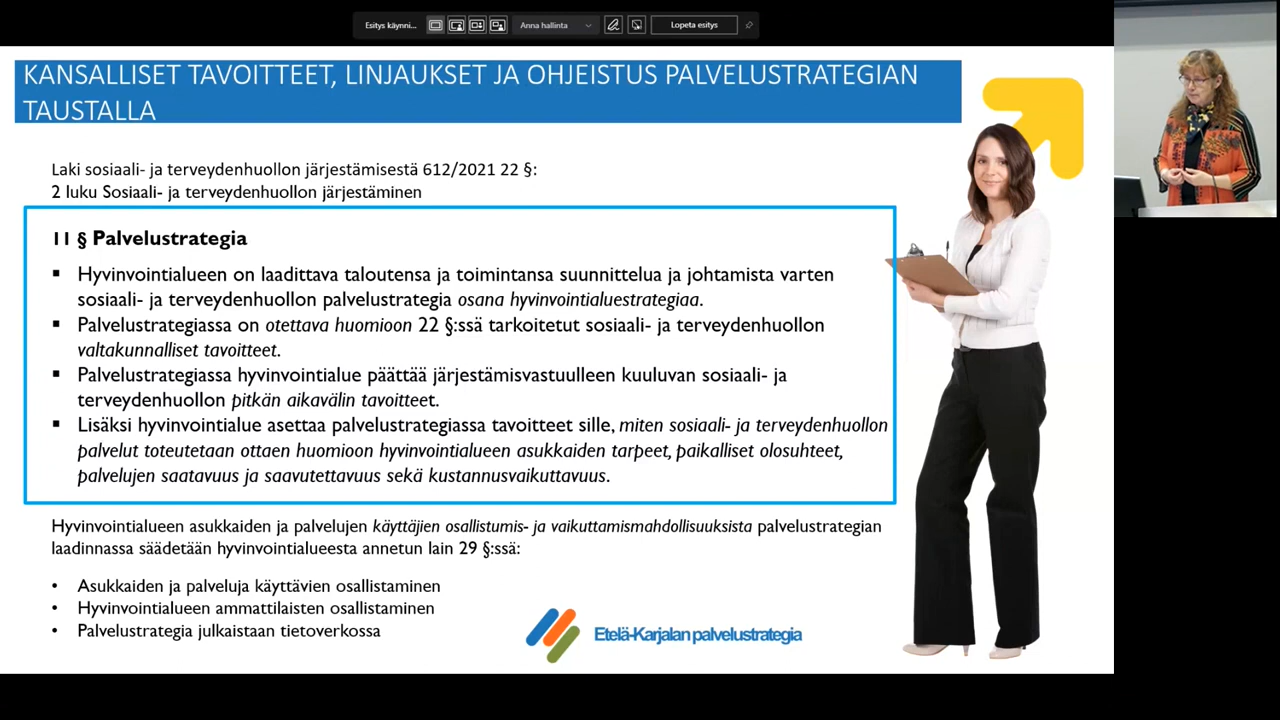 Esitys käynni...
Anna hallinta
Lopeta esitys
KANSALLISET TAVOITTEET, LINJAUKSET JA OHJEISTUS PALVELUSTRATEGIAN
TAUSTALLA
Laki sosiaali- ja terveydenhuollon järjestämisestä 612/2021 22 §:
2 luku Sosiaali- ja terveydenhuollon järjestäminen
11 § Palvelustrategia
▪ Hyvinvointialueen on laadittava taloutensa ja toimintansa suunnittelua ja johtamista varten
sosiaali- ja terveydenhuollon palvelustrategia osana hyvinvointialuestrategiaa.
▪ Palvelustrategiassa on otettava huomioon 22 §:ssä tarkoitetut sosiaali- ja terveydenhuollon
valtakunnalliset tavoitteet.
▪ Palvelustrategiassa hyvinvointialue päättää järjestämisvastuulleen kuuluvan sosiaali- ja
terveydenhuollon pitkän aikavälin tavoitteet.
▪ Lisäksi hyvinvointialue asettaa palvelustrategiassa tavoitteet sille, miten sosiaali- ja terveydenhuollon
palvelut toteutetaan ottaen huomioon hyvinvointialueen asukkaiden tarpeet, paikalliset olosuhteet,
palvelujen saatavuus ja saavutettavuus sekä kustannusvaikuttavuus.
Hyvinvointialueen asukkaiden ja palvelujen käyttäjien osallistumis- ja vaikuttamismahdollisuuksista palvelustrategian
laadinnassa säädetään hyvinvointialueesta annetun lain 29 §:ssä:
• Asukkaiden ja palveluja käyttävien osallistaminen
• Hyvinvointialueen ammattilaisten osallistaminen
• Palvelustrategia julkaistaan tietoverkossa
Etelä-Karjalan palvelustrategia